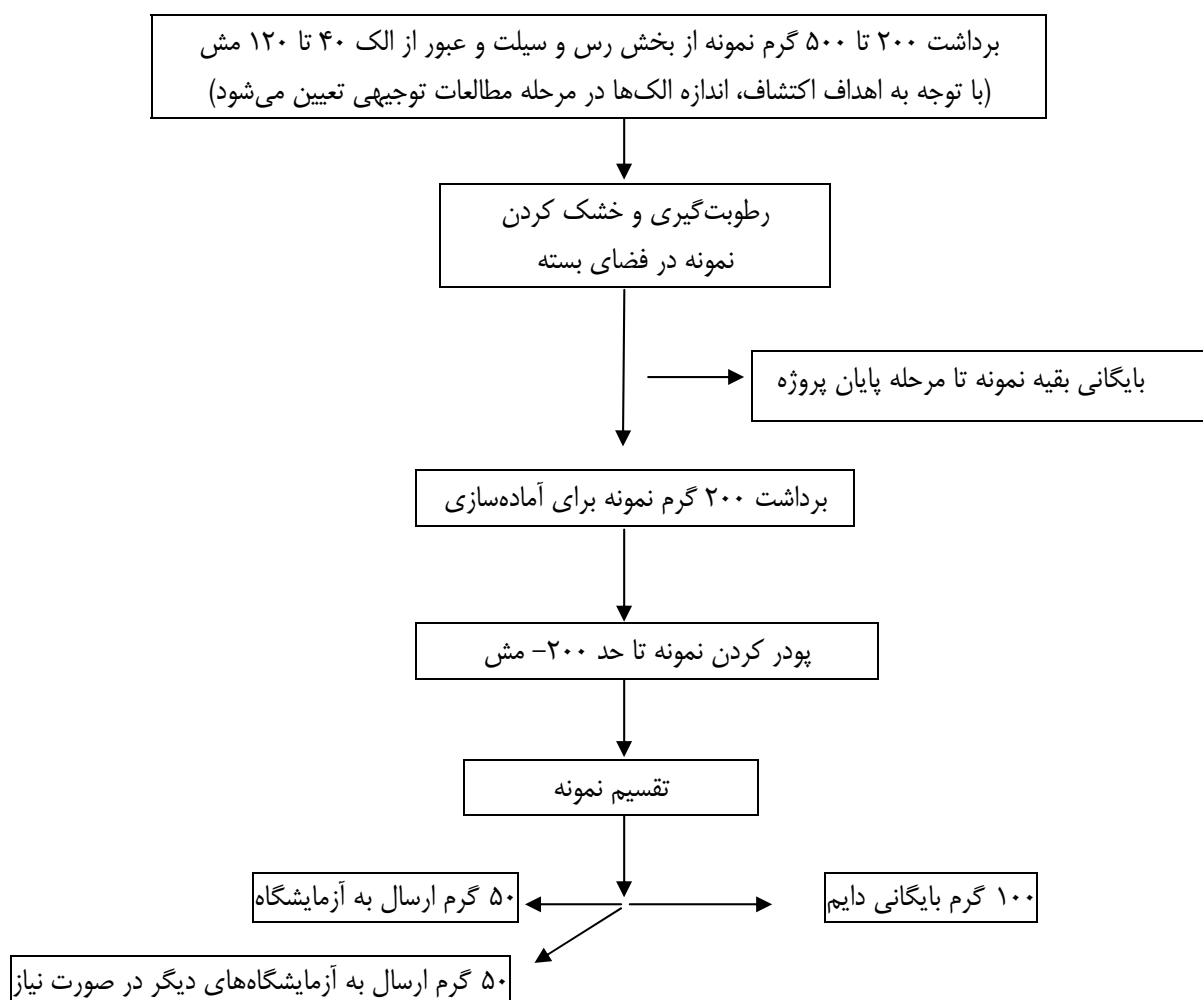 برداشت ۲۰۰ تا ۵۰۰ گرم نمونه از بخش رس و سیلت و عبور از الک ۴۰ تا ۱۲۰ مش
(با توجه به اهداف اکتشاف، اندازه الک‌ها در مرحله مطالعات توجیهی تعیین می‌شود)
رطوبت‌گیری و خشک کردن
نمونه در فضای بسته
بایگانی بقیه نمونه تا مرحله پایان پروژه
برداشت ۲۰۰ گرم نمونه برای آماده‌سازی
پودر کردن نمونه تا حد ۲۰۰- مش
تقسیم نمونه
۱۰۰ گرم بایگانی دایم
۵۰ گرم ارسال به آزمایشگاه
۵۰ گرم ارسال به آزمایشگاه‌های دیگر در صورت نیاز